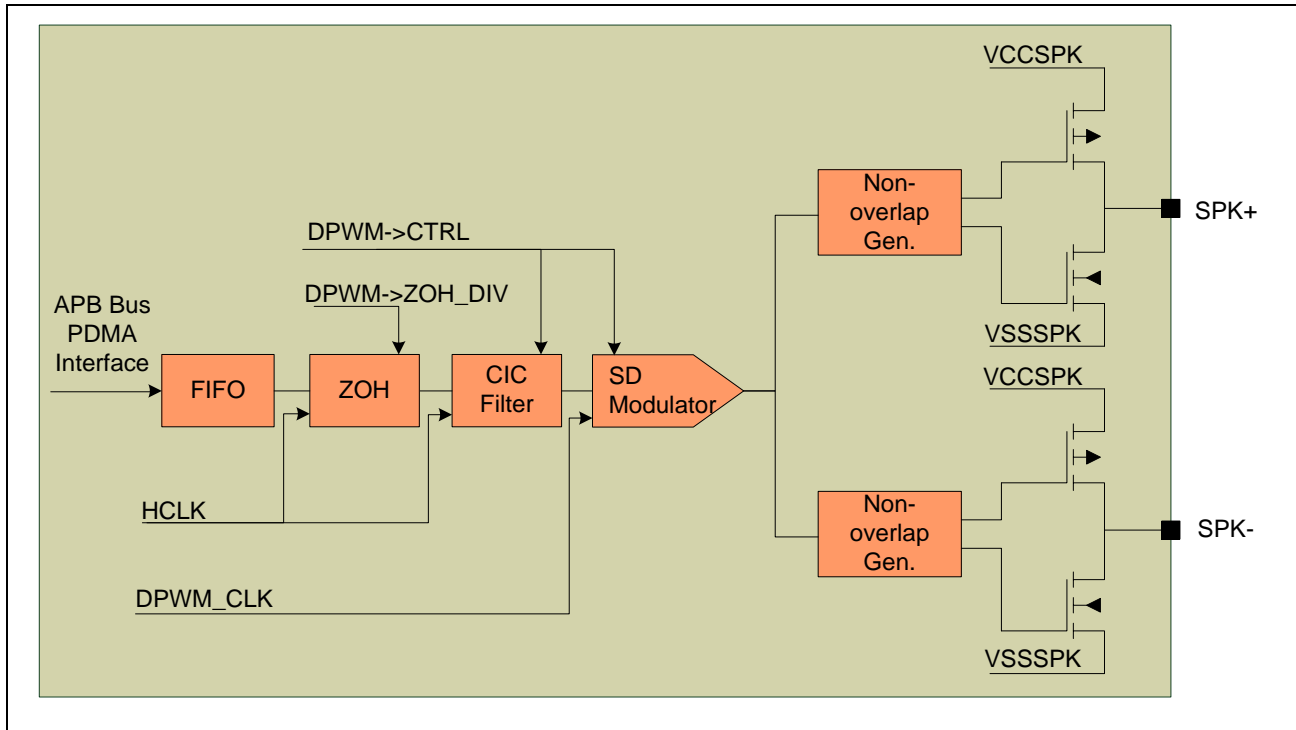 VCCSPK
Non-
overlap
Gen.
SPK+
VSSSPK
DPWM->CTRL
DPWM->ZOH_DIV
APB Bus
PDMA
Interface
FIFO
ZOH
CIC
Filter
SD
Modulator
VCCSPK
HCLK
Non-
overlap
Gen.
SPK-
DPWM_CLK
VSSSPK